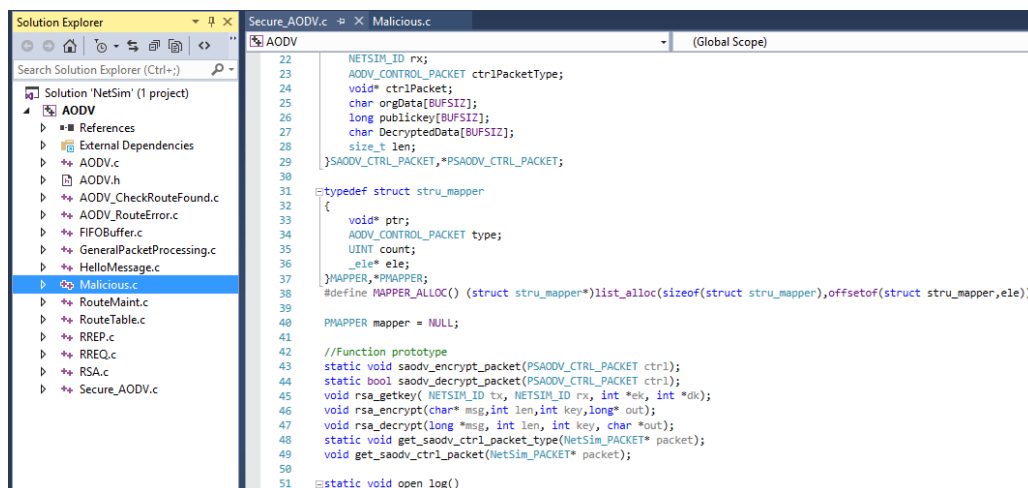 Solution Explorer
Search Solution Explorer (Ctrl+;)
Solution 'NetSim' (1 project)
AODV
References
External Dependencies
AODV.c
AODV.h
AODV_CheckRouteFound.c
AODV_RouteError.c
FIFOBuffer.c
GeneralPacketProcessing.c
HelloMessage.c
Malicious.c
RouteMaint.c
RouteTable.c
RREP.c
RREQ.c
RSA.c
Secure_AODV.c
Secure_AODV.c Malicious.c
AODV (Global Scope)
22 NETSIM_ID rx;
23 AODV_CONTROL_PACKET ctrlPacketType;
24 void* ctrlPacket;
25 char orgData[BUFSIZ];
26 long publickey[BUFSIZ];
27 char DecryptedData[BUFSIZ];
28 size_t len;
29 }SAODV_CTRL_PACKET,*PSAODV_CTRL_PACKET;
30
31 typedef struct stru_mapper
32 {
33 void* ptr;
34 AODV_CONTROL_PACKET type;
35 UINT count;
36 _ele* ele;
37 }MAPPER,*PMAPPER;
38 #define MAPPER_ALLOC() (struct stru_mapper*)list_alloc(sizeof(struct stru_mapper),offsetof(struct stru_mapper,ele))
39
40 PMAPPER mapper = NULL;
41
42 //Function prototype
43 static void saodv_encrypt_packet(PSAODV_CTRL_PACKET ctrl);
44 static bool saodv_decrypt_packet(PSAODV_CTRL_PACKET ctrl);
45 void rsa_getkey( NETSIM_ID tx, NETSIM_ID rx, int *ek, int *dk);
46 void rsa_encrypt(char* msg,int len,int key,long* out);
47 void rsa_decrypt(long *msg, int len, int key, char *out);
48 static void get_saodv_ctrl_packet_type(NetSim_PACKET* packet);
49 void get_saodv_ctrl_packet(NetSim_PACKET* packet);
50
51 static void open_log()